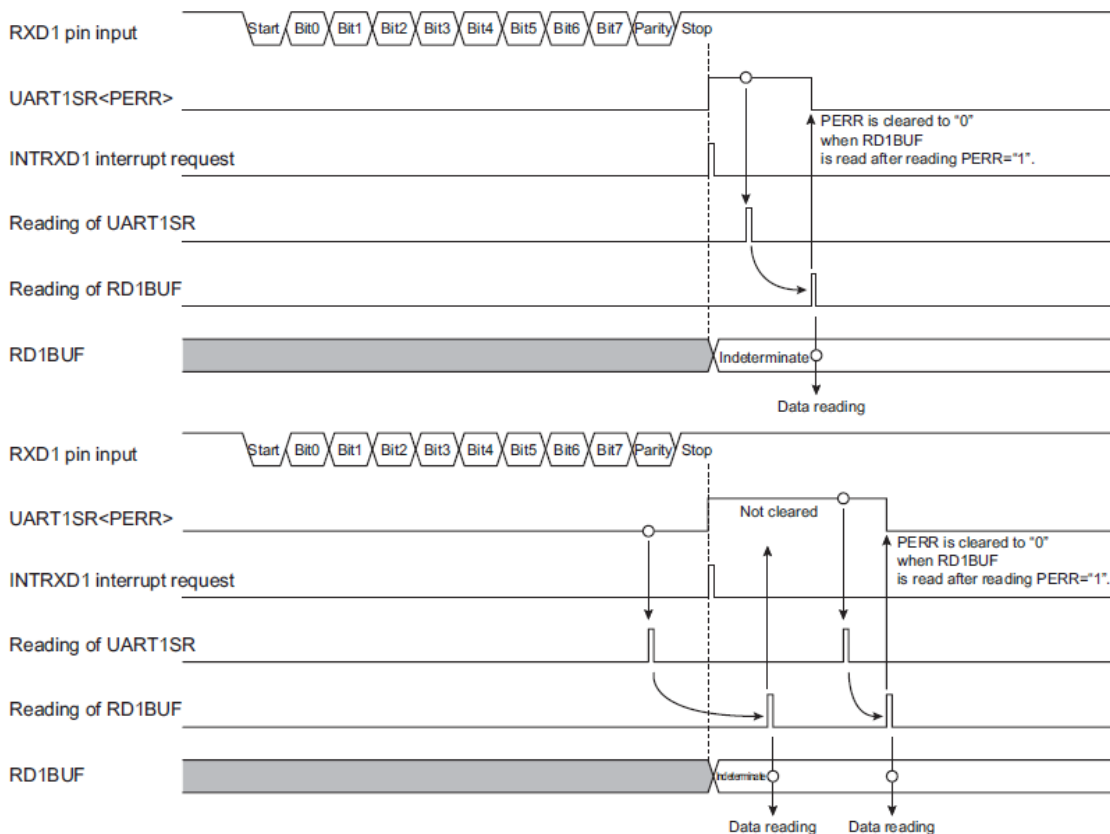 RXD1 pin input
Start Bit0 Bit1 Bit2 Bit3 Bit4 Bit5 Bit6 Bit7 Parity Stop
UART1SR<PERR>
PERR is cleared to “0”
when RD1BUF
is read after reading PERR=“1”.
INTRXD1 interrupt request
Reading of UART1SR
Reading of RD1BUF
RD1BUF
Indeterminate
Data reading
RXD1 pin input
Start Bit0 Bit1 Bit2 Bit3 Bit4 Bit5 Bit6 Bit7 Parity Stop
UART1SR<PERR>
Not cleared
PERR is cleared to “0”
when RD1BUF
is read after reading PERR=“1”.
INTRXD1 interrupt request
Reading of UART1SR
Reading of RD1BUF
RD1BUF
Indeterminate
Data reading Data reading